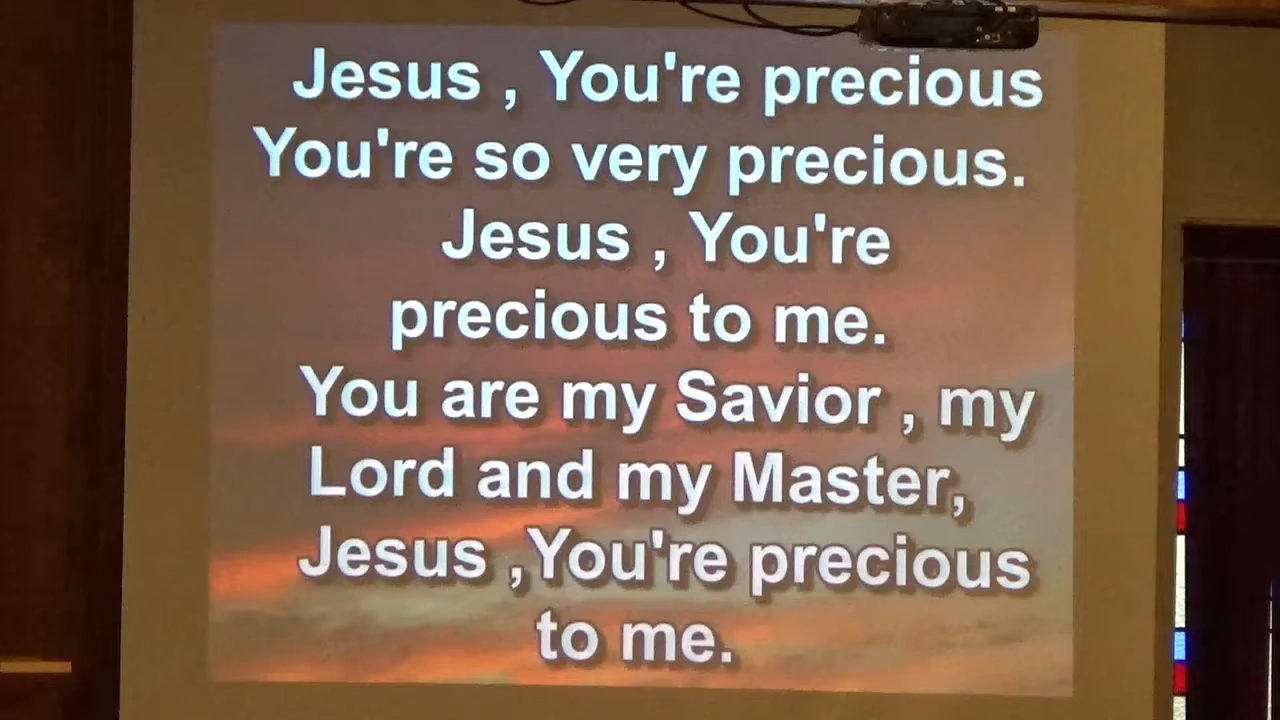 Jesus , You're precious
You're so very precious.
Jesus , You're
precious to me.
You are my Savior , my
Lord and my Master,
Jesus ,You're precious
to me.